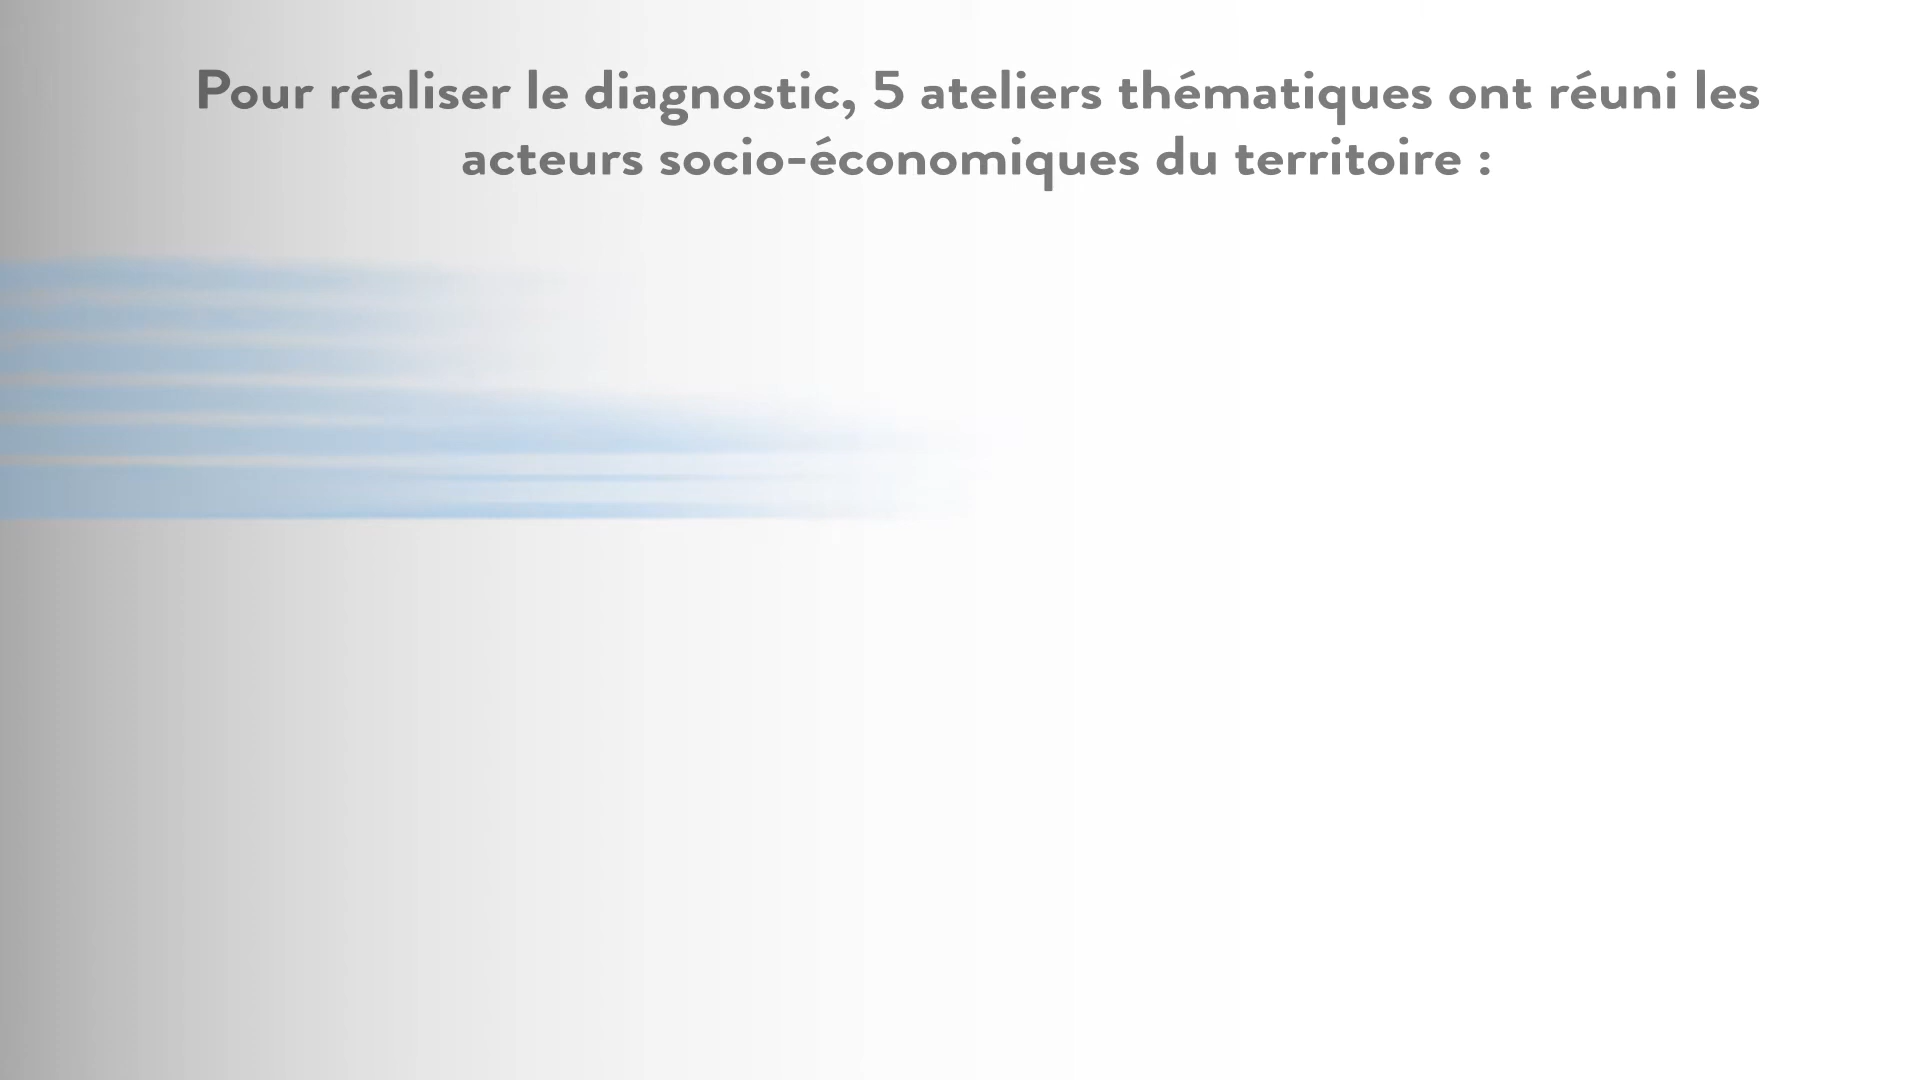 Pour réaliser le diagnostic, 5 ateliers thématiques ont réuni les
acteurs socio-économiques du territoire :